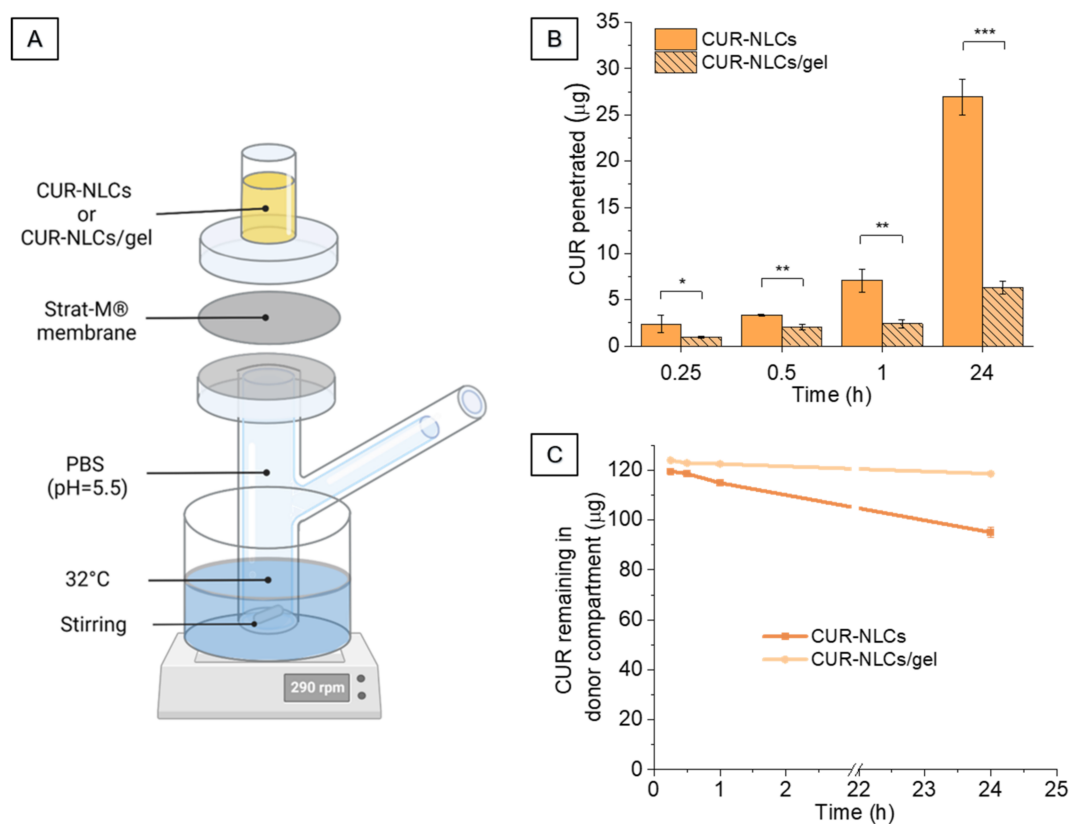 A
CUR-NLCs
or
CUR-NLCs/gel
Strat-M®
membrane
PBS
(pH=5.5)
32°C
Stirring
290 rpm
B
CUR-NLCs
CUR-NLCs/gel
CUR penetrated (µg)
35
30
25
20
15
10
5
0
*
**
**
***
0.25 0.5 1 24
Time (h)
C
CUR remaining in
donor compartment (µg)
120
100
80
60
40
20
0
CUR-NLCs
CUR-NLCs/gel
0 1 2 22 23 24 25
Time (h)